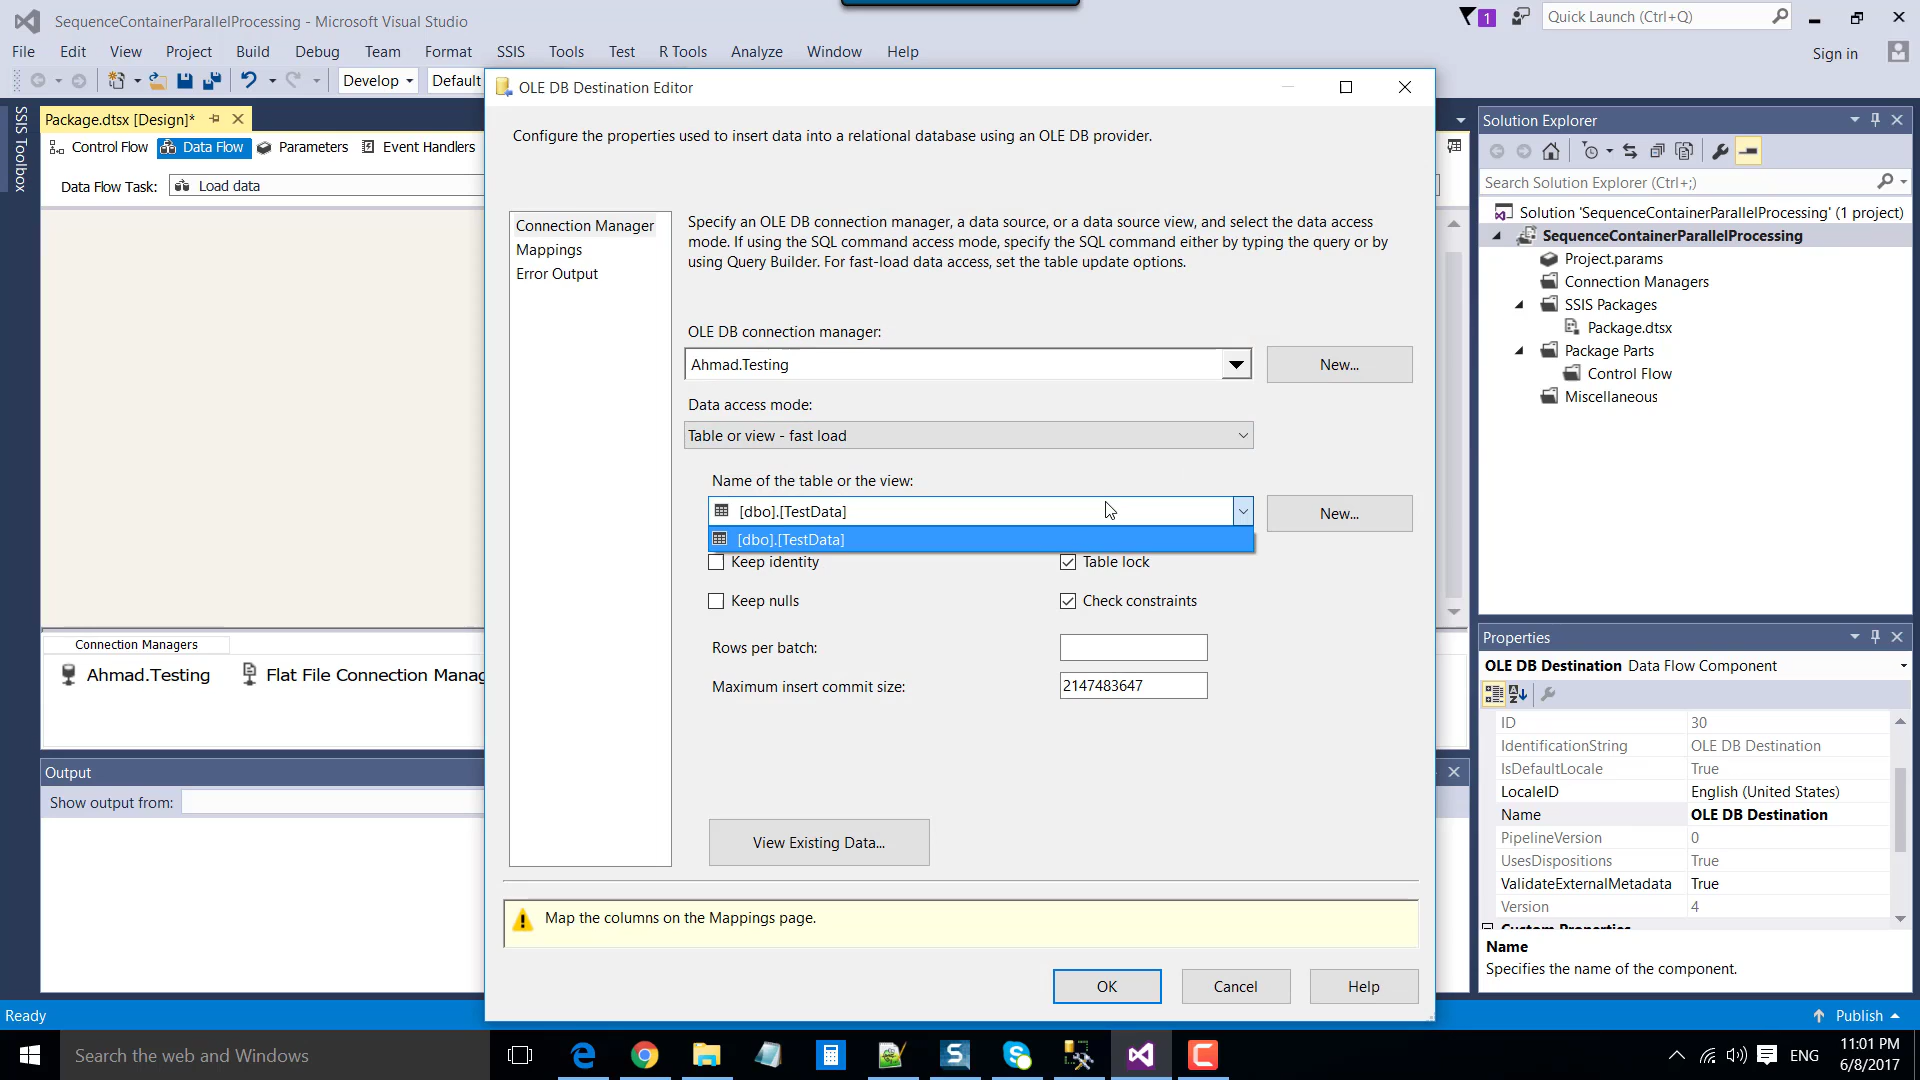 SequenceContainerParallelProcessing - Microsoft Visual Studio
1
Quick Launch (Ctrl+Q)
File Edit View Project Build Debug Team Format SSIS Tools Test R Tools Analyze Window Help
Sign in
Develop
Default
SSIS Toolbox
Package.dtsx [Design]*
Control Flow
Data Flow
Parameters
Event Handlers
Data Flow Task:
Load data
OLE DB Destination Editor
Configure the properties used to insert data into a relational database using an OLE DB provider.
Connection Manager
Mappings
Error Output
Specify an OLE DB connection manager, a data source, or a data source view, and select the data access
mode. If using the SQL command access mode, specify the SQL command either by typing the query or by
using Query Builder. For fast-load data access, set the table update options.
OLE DB connection manager:
Ahmad.Testing
New...
Data access mode:
Table or view - fast load
Name of the table or the view:
[dbo].[TestData]
New...
[dbo].[TestData]
Keep identity
Table lock
Keep nulls
Check constraints
Rows per batch:
Maximum insert commit size:
2147483647
View Existing Data...
Map the columns on the Mappings page.
OK
Cancel
Help
Connection Managers
Ahmad.Testing
Flat File Connection Manag
Output
Show output from:
Solution Explorer
Search Solution Explorer (Ctrl+;)
Solution 'SequenceContainerParallelProcessing' (1 project)
SequenceContainerParallelProcessing
Project.params
Connection Managers
SSIS Packages
Package.dtsx
Package Parts
Control Flow
Miscellaneous
Properties
OLE DB Destination Data Flow Component
ID 30
IdentificationString OLE DB Destination
IsDefaultLocale True
LocaleID English (United States)
Name OLE DB Destination
PipelineVersion 0
UsesDispositions True
ValidateExternalMetadata True
Version 4
Custom Properties
Name
Specifies the name of the component.
Ready
Publish
Search the web and Windows
ENG
11:01 PM
6/8/2017